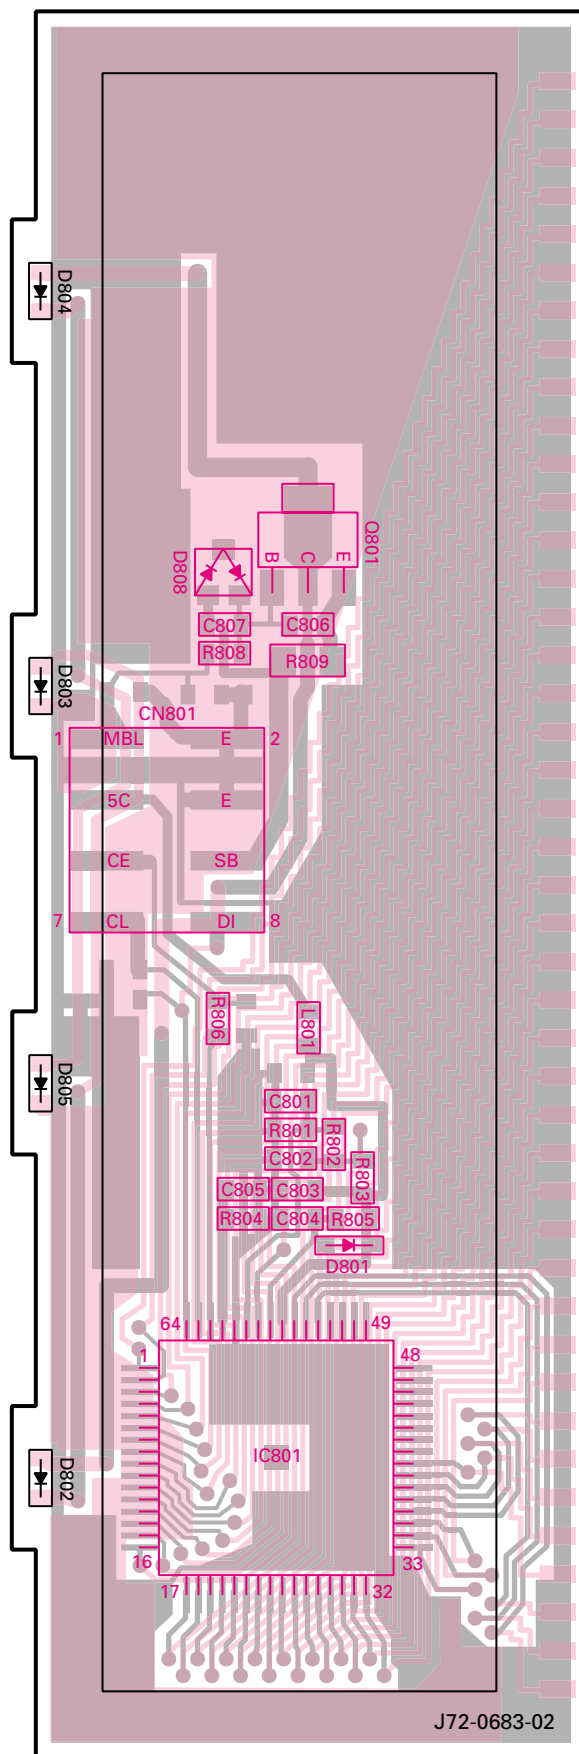 D804
Q801
B C E
D808
C807 C806
R808
R809
D803
CN801
1 MBL E 2
5C E
CE SB
7 CL DI 8
R806
L801
D805
C801
R801
R802
C802
R803
C805 C803
R804 C804 R805
D801
64 49
1 48
IC801
D802
16 33
17 32
J72-0683-02